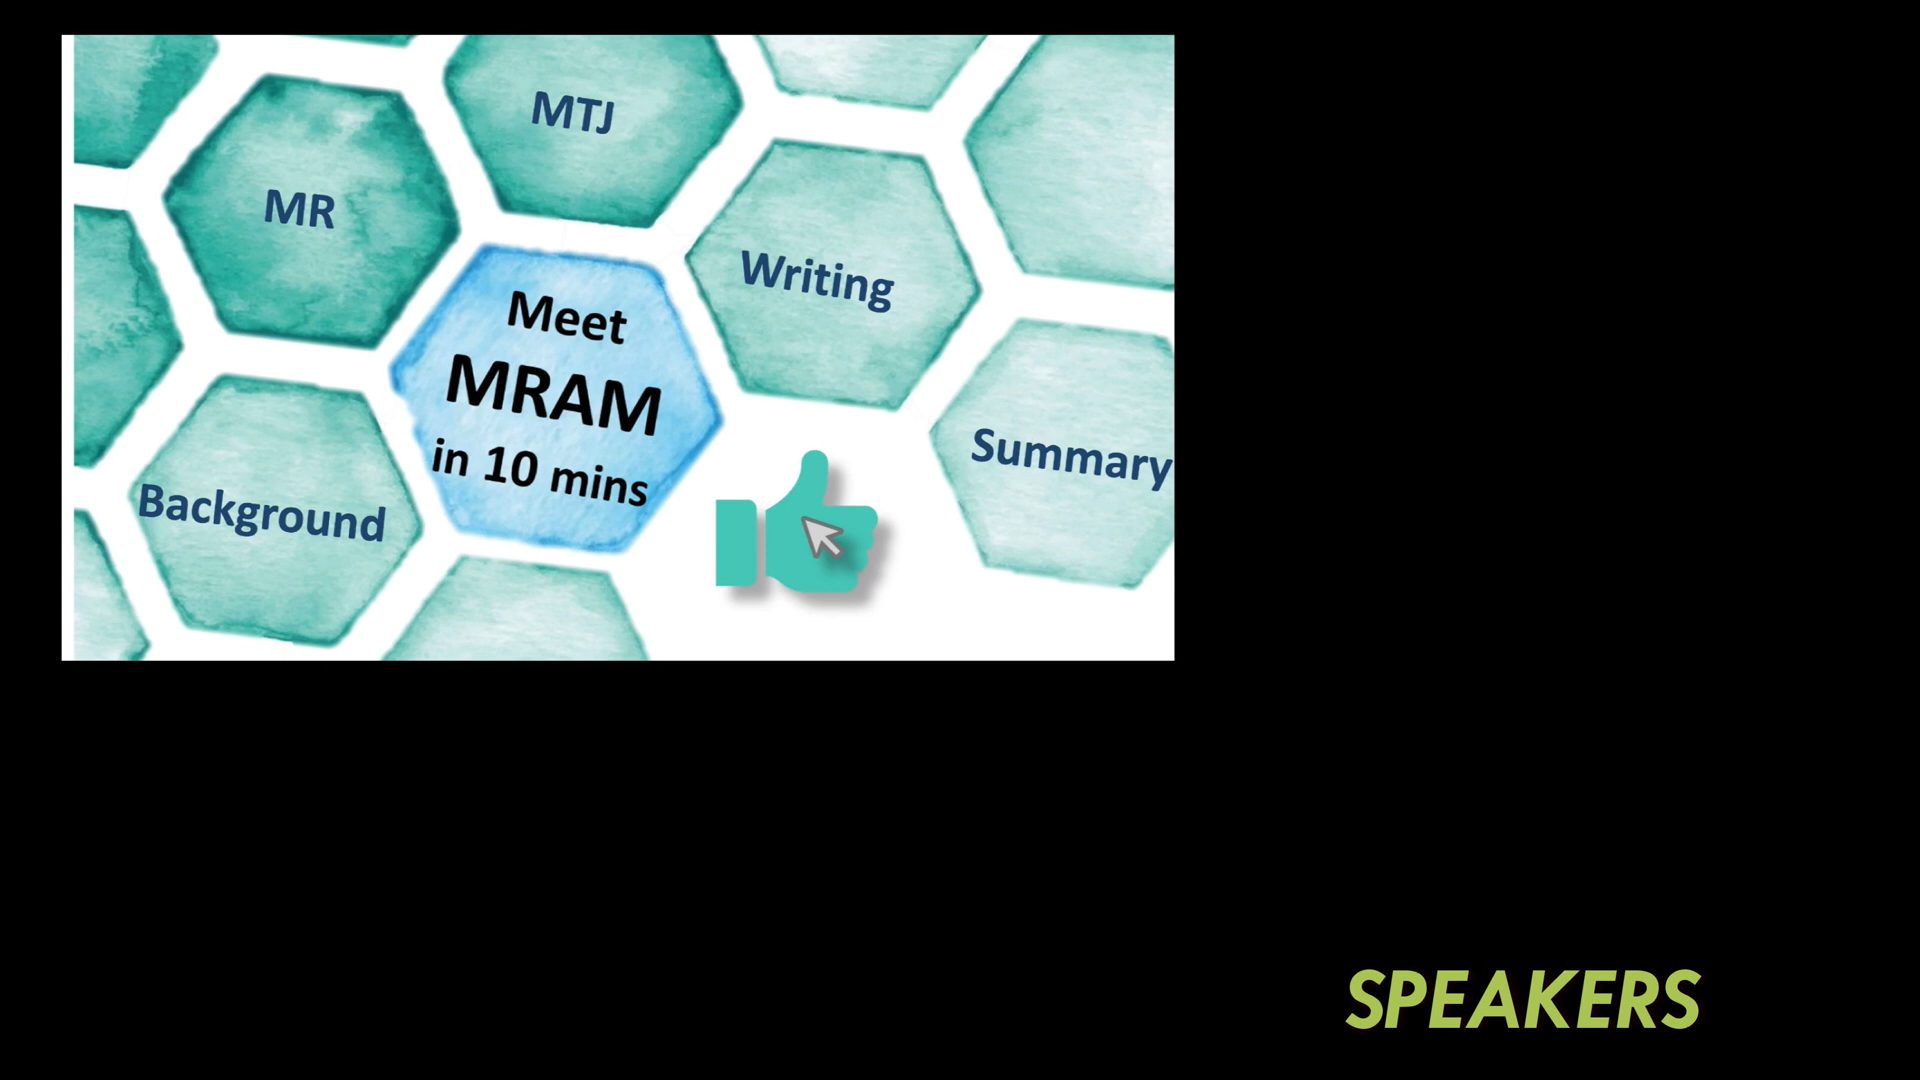 MTJ
MR
Writing
Meet
MRAM
in 10 mins
Summary
Background
SPEAKERS